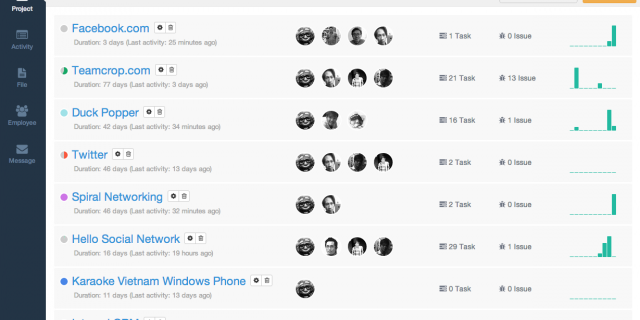 Project
Activity
File
Employee
Message
Facebook.com
Duration: 3 days (Last activity: 25 minutes ago)
1 Task
0 Issue
Teamcrop.com
Duration: 77 days (Last activity: 3 days ago)
21 Task
13 Issue
Duck Popper
Duration: 42 days (Last activity: 34 minutes ago)
16 Task
1 Issue
Twitter
Duration: 46 days (Last activity: 13 days ago)
2 Task
0 Issue
Spiral Networking
Duration: 46 days (Last activity: 32 minutes ago)
2 Task
0 Issue
Hello Social Network
Duration: 16 days (Last activity: 19 hours ago)
29 Task
1 Issue
Karaoke Vietnam Windows Phone
Duration: 11 days (Last activity: 13 days ago)
0 Task
0 Issue